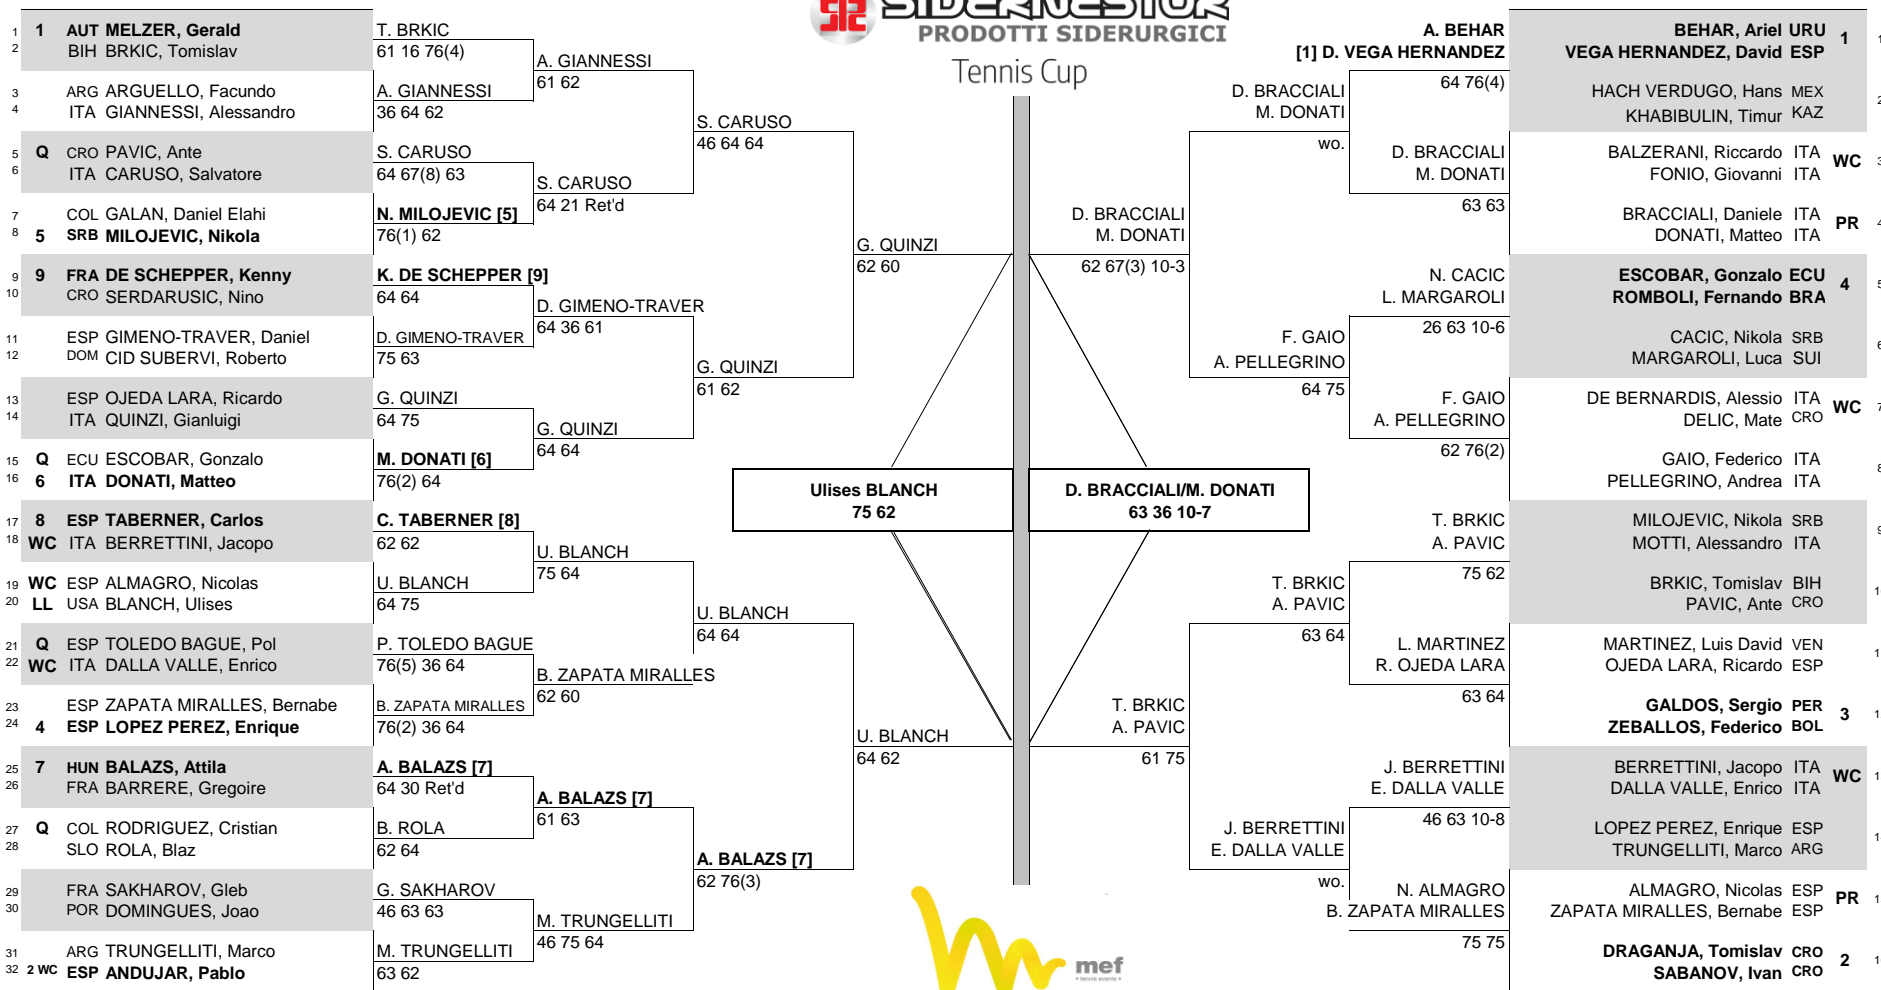 SIDERNESTOR
PRODOTTI SIDERURGICI
Tennis Cup
1 1 AUT MELZER, Gerald
2 BIH BRKIC, Tomislav
3 ARG ARGUELLO, Facundo
4 ITA GIANNESSI, Alessandro
5 Q CRO PAVIC, Ante
6 ITA CARUSO, Salvatore
7 COL GALAN, Daniel Elahi
8 5 SRB MILOJEVIC, Nikola
9 9 FRA DE SCHEPPER, Kenny
10 CRO SERDARUSIC, Nino
11 ESP GIMENO-TRAVER, Daniel
12 DOM CID SUBERVI, Roberto
13 ESP OJEDA LARA, Ricardo
14 ITA QUINZI, Gianluigi
15 Q ECU ESCOBAR, Gonzalo
16 6 ITA DONATI, Matteo
17 8 ESP TABERNER, Carlos
18 WC ITA BERRETTINI, Jacopo
19 WC ESP ALMAGRO, Nicolas
20 LL USA BLANCH, Ulises
21 Q ESP TOLEDO BAGUE, Pol
22 WC ITA DALLA VALLE, Enrico
23 ESP ZAPATA MIRALLES, Bernabe
24 4 ESP LOPEZ PEREZ, Enrique
25 7 HUN BALAZS, Attila
26 FRA BARRERE, Gregoire
27 Q COL RODRIGUEZ, Cristian
28 SLO ROLA, Blaz
29 FRA SAKHAROV, Gleb
30 POR DOMINGUES, Joao
31 ARG TRUNGELLITI, Marco
32 2 WC ESP ANDUJAR, Pablo
T. BRKIC
61 16 76(4)
A. GIANNESSI
36 64 62
S. CARUSO
64 67(8) 63
N. MILOJEVIC [5]
76(1) 62
K. DE SCHEPPER [9]
64 64
D. GIMENO-TRAVER
75 63
G. QUINZI
64 75
M. DONATI [6]
76(2) 64
C. TABERNER [8]
62 62
U. BLANCH
64 75
P. TOLEDO BAGUE
76(5) 36 64
B. ZAPATA MIRALLES
76(2) 36 64
A. BALAZS [7]
64 30 Ret'd
B. ROLA
62 64
G. SAKHAROV
46 63 63
M. TRUNGELLITI
63 62
A. GIANNESSI
61 62
S. CARUSO
64 21 Ret'd
D. GIMENO-TRAVER
64 36 61
G. QUINZI
64 64
U. BLANCH
75 64
B. ZAPATA MIRALLES
62 60
A. BALAZS [7]
61 63
M. TRUNGELLITI
46 75 64
S. CARUSO
46 64 64
G. QUINZI
61 62
U. BLANCH
64 64
A. BALAZS [7]
62 76(3)
G. QUINZI
62 60
U. BLANCH
64 62
Ulises BLANCH
75 62
D. BRACCIALI/M. DONATI
63 36 10-7
D. BRACCIALI
M. DONATI
62 67(3) 10-3
T. BRKIC
A. PAVIC
61 75
D. BRACCIALI
M. DONATI
wo.
F. GAIO
A. PELLEGRINO
64 75
T. BRKIC
A. PAVIC
63 64
J. BERRETTINI
E. DALLA VALLE
wo.
A. BEHAR
[1] D. VEGA HERNANDEZ
64 76(4)
D. BRACCIALI
M. DONATI
63 63
N. CACIC
L. MARGAROLI
26 63 10-6
F. GAIO
A. PELLEGRINO
62 76(2)
T. BRKIC
A. PAVIC
75 62
L. MARTINEZ
R. OJEDA LARA
63 64
J. BERRETTINI
E. DALLA VALLE
46 63 10-8
N. ALMAGRO
B. ZAPATA MIRALLES
75 75
BEHAR, Ariel URU 1
VEGA HERNANDEZ, David ESP
HACH VERDUGO, Hans MEX
KHABIBULIN, Timur KAZ
BALZERANI, Riccardo ITA WC
FONIO, Giovanni ITA
BRACCIALI, Daniele ITA PR
DONATI, Matteo ITA
ESCOBAR, Gonzalo ECU 4
ROMBOLI, Fernando BRA
CACIC, Nikola SRB
MARGAROLI, Luca SUI
DE BERNARDIS, Alessio ITA WC
DELIC, Mate CRO
GAIO, Federico ITA
PELLEGRINO, Andrea ITA
MILOJEVIC, Nikola SRB
MOTTI, Alessandro ITA
BRKIC, Tomislav BIH
PAVIC, Ante CRO
MARTINEZ, Luis David VEN
OJEDA LARA, Ricardo ESP
GALDOS, Sergio PER 3
ZEBALLOS, Federico BOL
BERRETTINI, Jacopo ITA WC
DALLA VALLE, Enrico ITA
LOPEZ PEREZ, Enrique ESP
TRUNGELLITI, Marco ARG
ALMAGRO, Nicolas ESP PR
ZAPATA MIRALLES, Bernabe ESP
DRAGANJA, Tomislav CRO 2
SABANOV, Ivan CRO
mef
tennis events